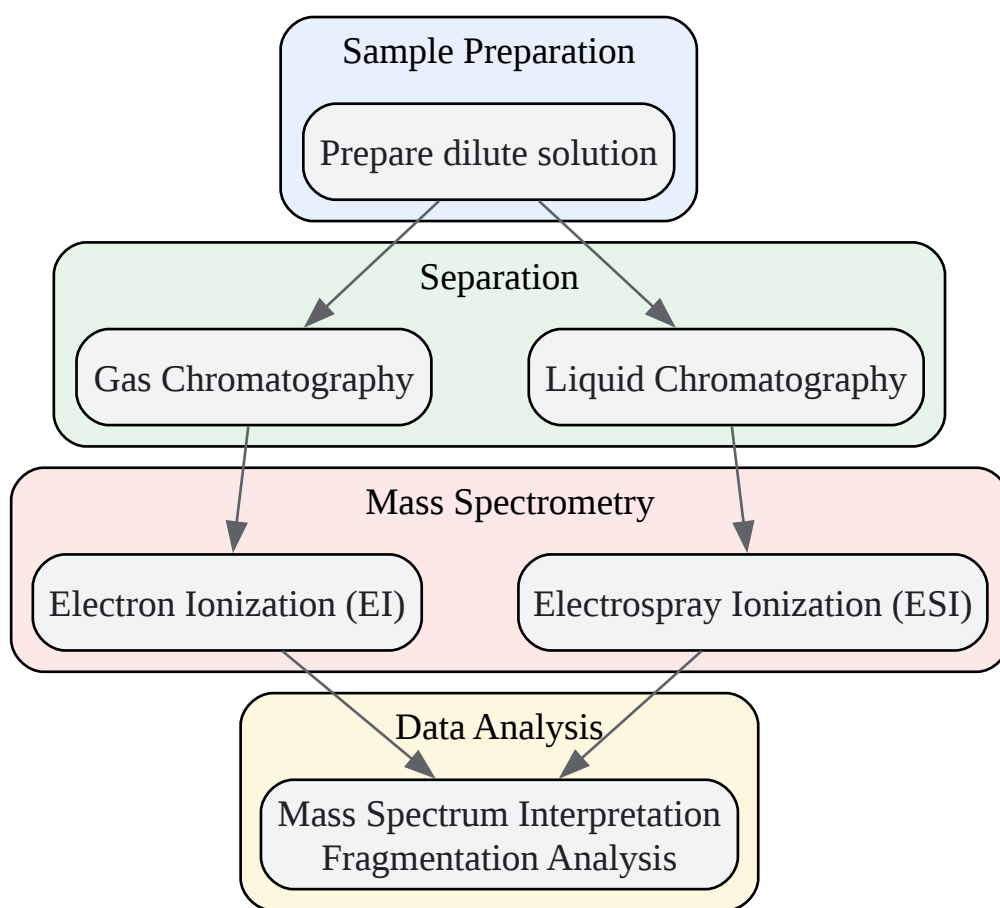 Sample Preparation
Prepare dilute solution
Separation
Gas Chromatography
Liquid Chromatography
Mass Spectrometry
Electron Ionization (EI)
Electrospray Ionization (ESI)
Data Analysis
Mass Spectrum Interpretation
Fragmentation Analysis